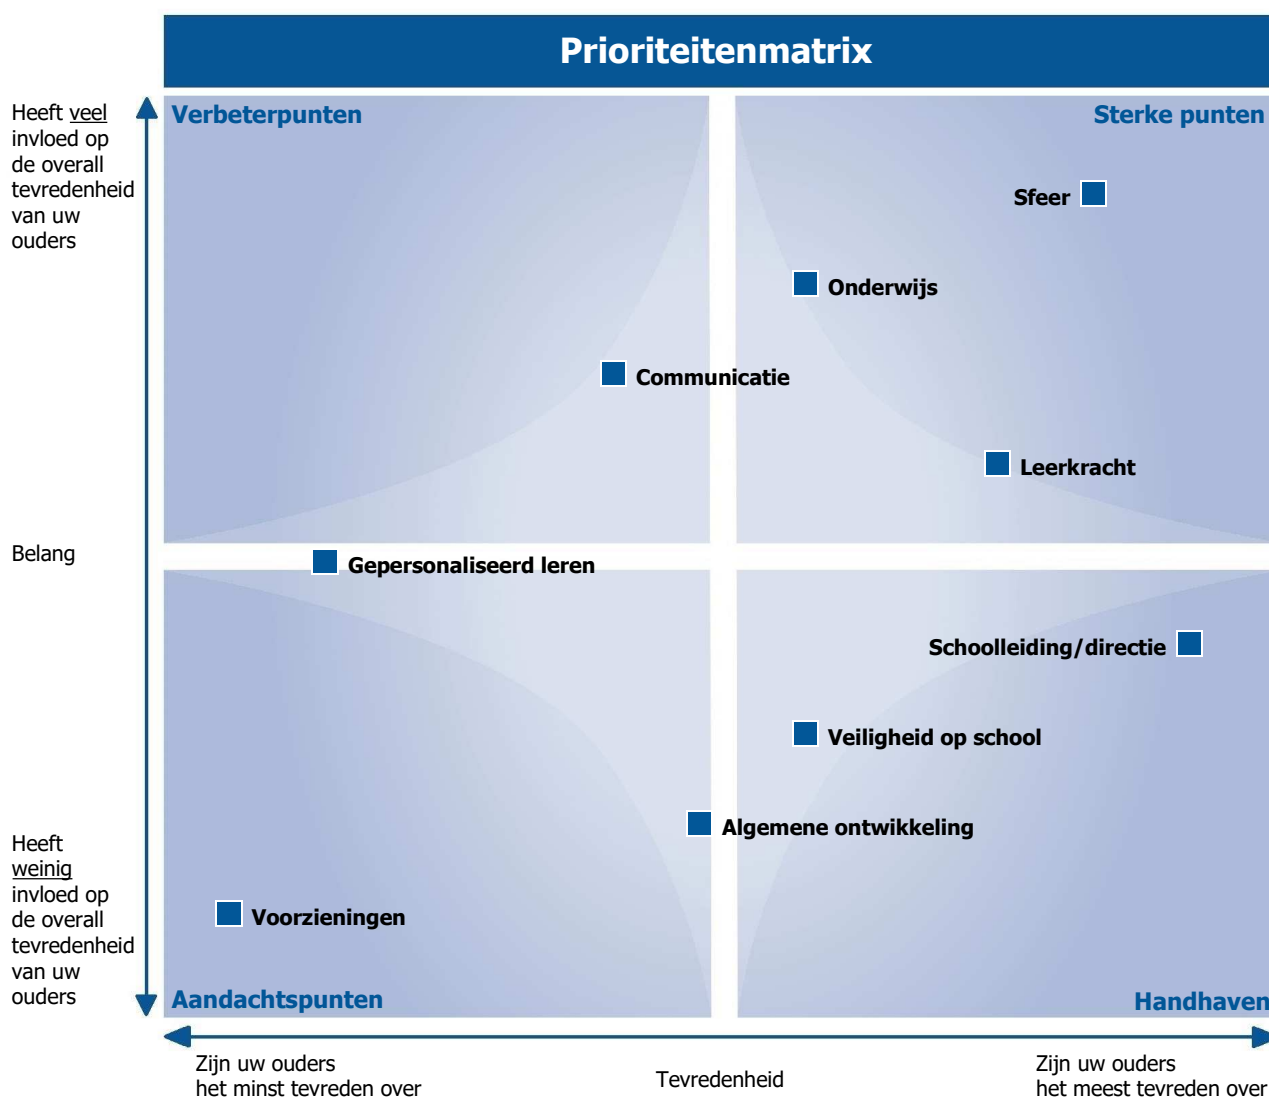 Prioriteitenmatrix
Heeft veel
invloed op
de overall
tevredenheid
van uw
ouders
Verbeterpunten
Sterke punten
Sfeer
Onderwijs
Communicatie
Leerkracht
Belang
Gepersonaliseerd leren
Schoolleiding/directie
Veiligheid op school
Algemene ontwikkeling
Heeft
weinig
invloed op
de overall
tevredenheid
van uw
ouders
Voorzieningen
Aandachtspunten
Handhaven
Zijn uw ouders
het minst tevreden over
Tevredenheid
Zijn uw ouders
het meest tevreden over